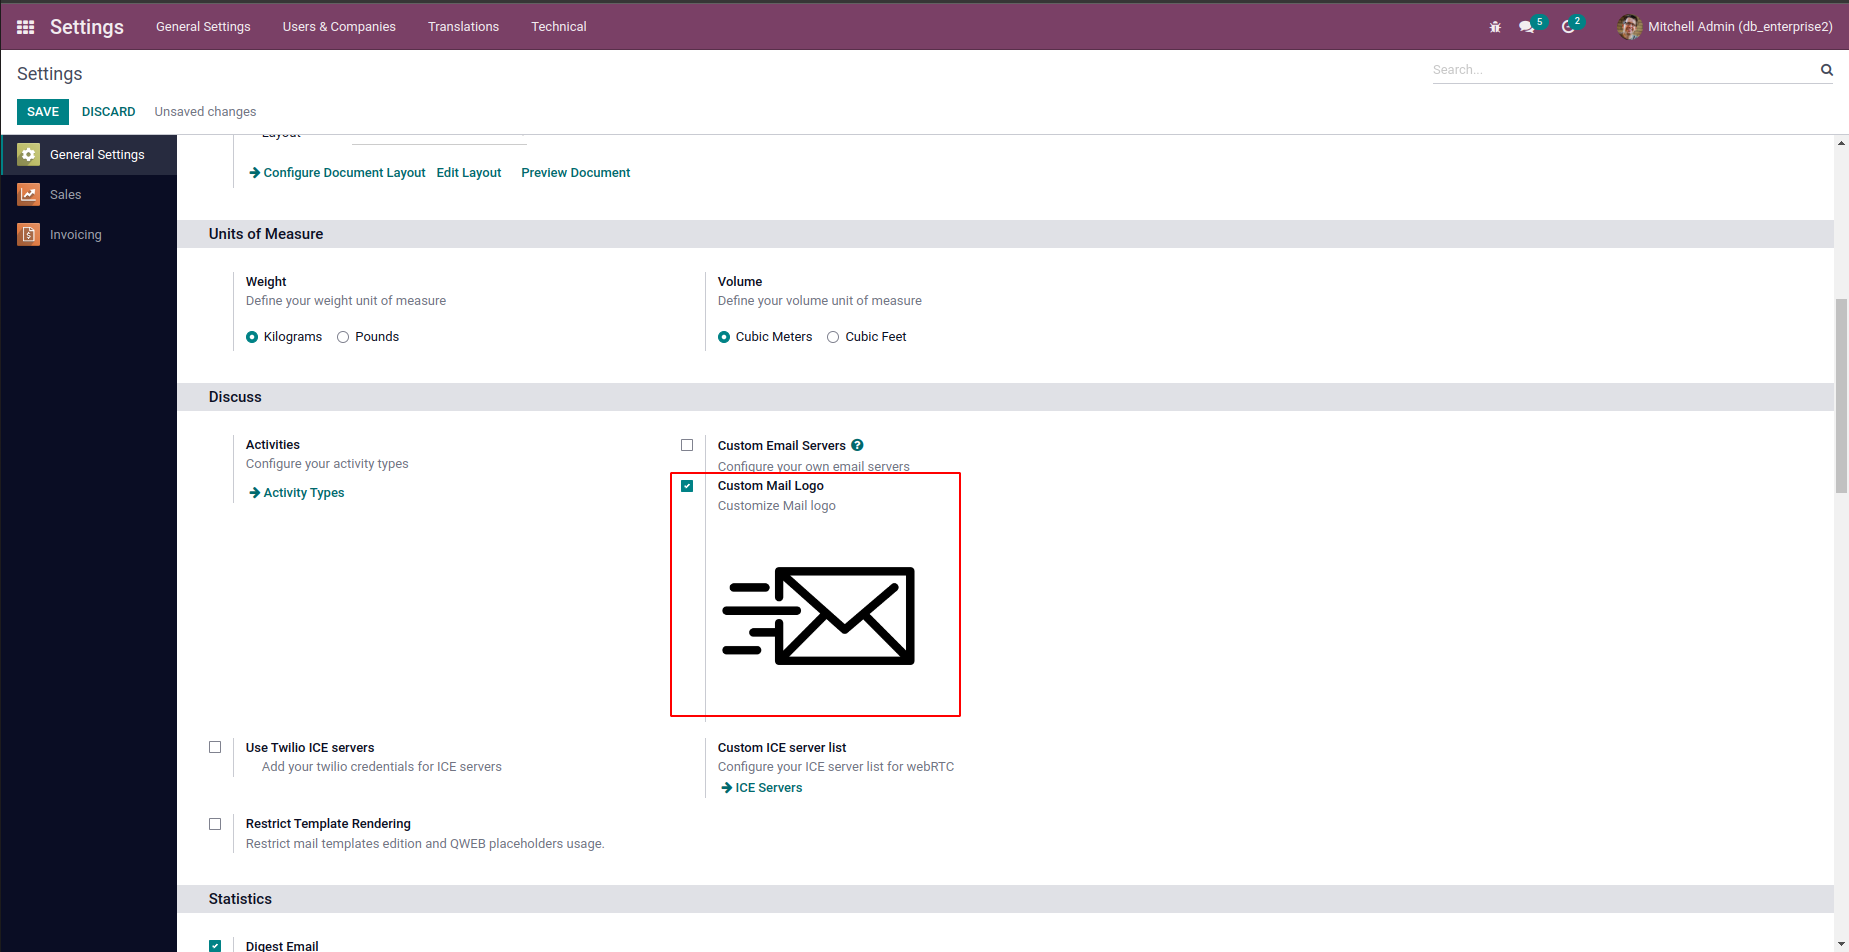 Settings General Settings Users & Companies Translations Technical 5 2 Mitchell Admin (db_enterprise2)
Settings Search...
SAVE DISCARD Unsaved changes
General Settings
Sales
Invoicing
Layout
Configure Document Layout Edit Layout Preview Document
Units of Measure
Weight Volume
Define your weight unit of measure Define your volume unit of measure
Kilograms Pounds Cubic Meters Cubic Feet
Discuss
Activities Custom Email Servers ?
Configure your activity types Configure your own email servers
Activity Types Custom Mail Logo
Customize Mail logo
Use Twilio ICE servers Custom ICE server list
Add your twilio credentials for ICE servers Configure your ICE server list for webRTC
ICE Servers
Restrict Template Rendering
Restrict mail templates edition and QWEB placeholders usage.
Statistics
Digest Email